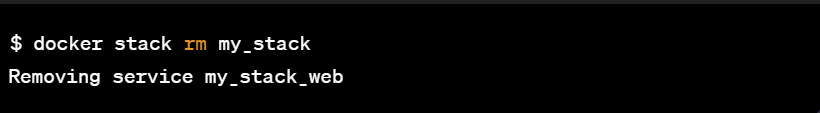 $ docker stack rm my_stack
Removing service my_stack_web